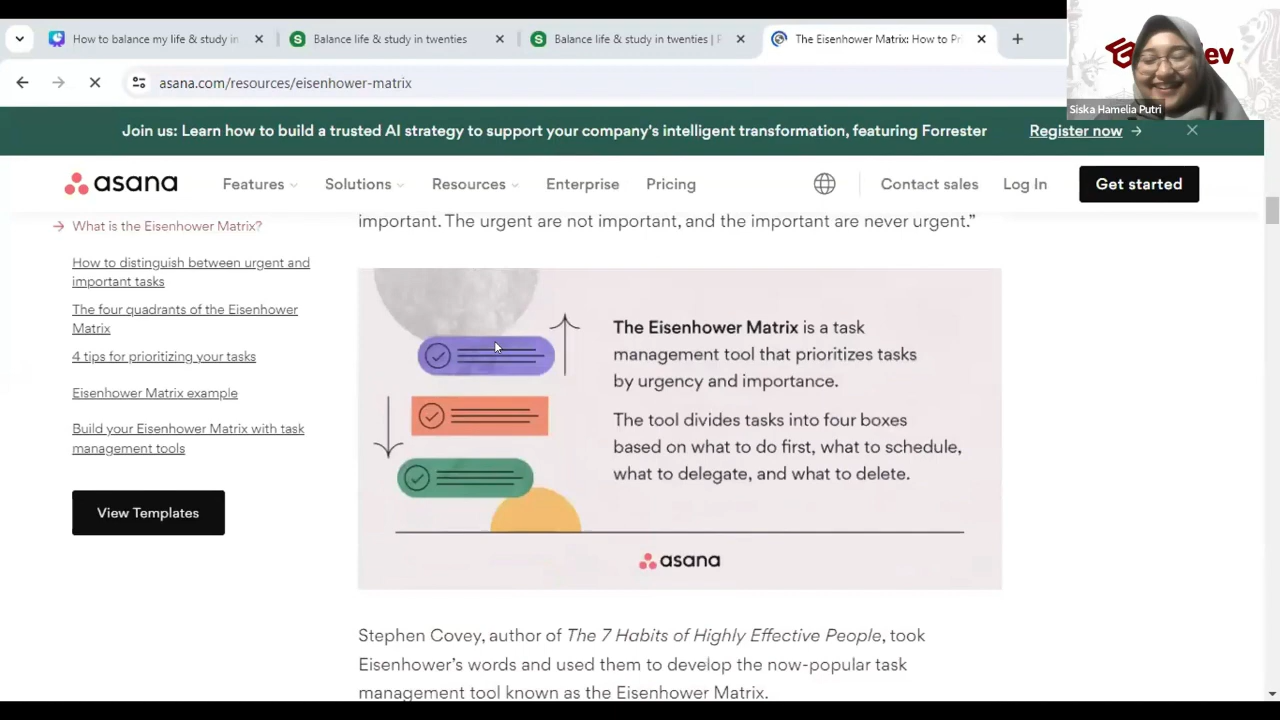 How to balance my life & study in
Balance life & study in twenties
Balance life & study in twenties |
The Eisenhower Matrix: How to Pri
asana.com/resources/eisenhower-matrix
ev
Siska Hamelia Putri
Join us: Learn how to build a trusted AI strategy to support your company's intelligent transformation, featuring Forrester
Register now →
asana
Features
Solutions
Resources
Enterprise
Pricing
Contact sales
Log In
Get started
→ What is the Eisenhower Matrix?
How to distinguish between urgent and
important tasks
The four quadrants of the Eisenhower
Matrix
4 tips for prioritizing your tasks
Eisenhower Matrix example
Build your Eisenhower Matrix with task
management tools
View Templates
important. The urgent are not important, and the important are never urgent.”
The Eisenhower Matrix is a task
management tool that prioritizes tasks
by urgency and importance.
The tool divides tasks into four boxes
based on what to do first, what to schedule,
what to delegate, and what to delete.
asana
Stephen Covey, author of The 7 Habits of Highly Effective People, took
Eisenhower’s words and used them to develop the now-popular task
management tool known as the Eisenhower Matrix.